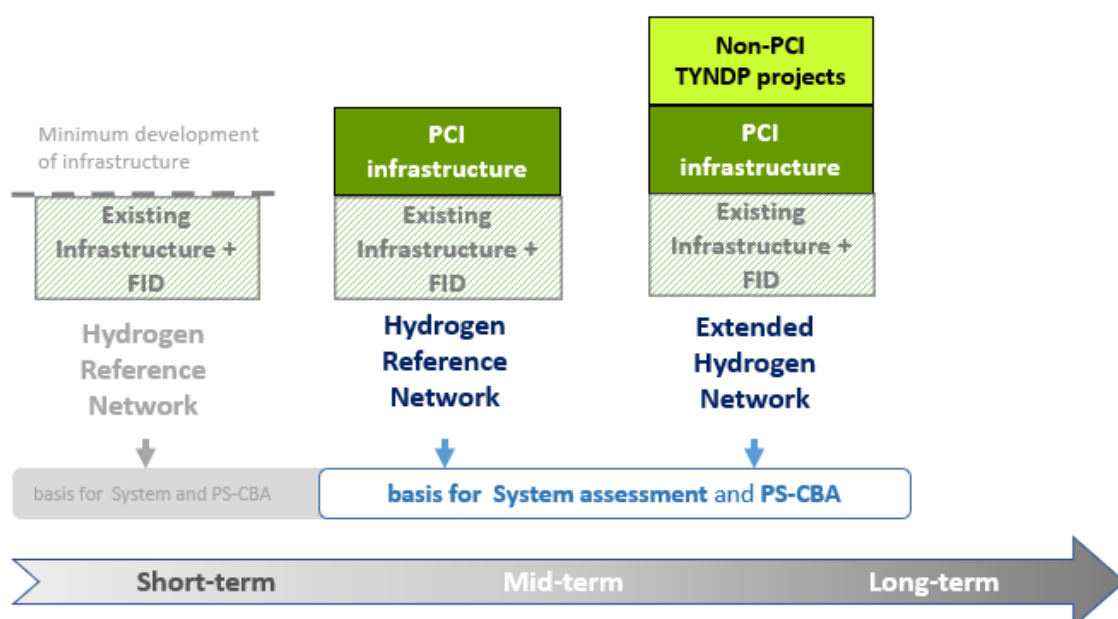 Minimum development
of infrastructure
Existing
Infrastructure +
FID
Hydrogen
Reference
Network
basis for System and PS-CBA
PCI
infrastructure
Existing
Infrastructure +
FID
Hydrogen
Reference
Network
Non-PCI
TYNDP projects
PCI
infrastructure
Existing
Infrastructure +
FID
Extended
Hydrogen
Network
basis for System assessment and PS-CBA
Short-term
Mid-term
Long-term